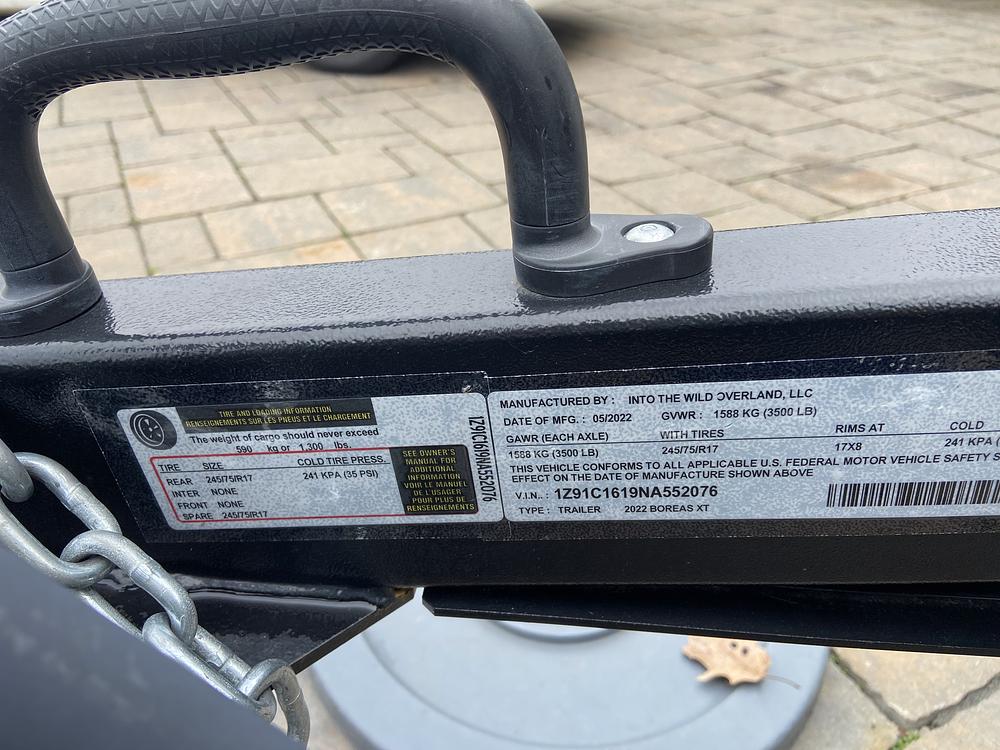 TIRE AND LOADING INFORMATION
RENSEIGNEMENTS SUR LES PNEUS ET LE CHARGEMENT
The weight of cargo should never exceed
590 kg or 1,300 lbs.
TIRE SIZE COLD TIRE PRESS.
REAR 245/75/R17 241 KPA (35 PSI)
INTER NONE
FRONT NONE
SPARE 245/75/R17
SEE OWNER'S
MANUAL FOR
ADDITIONAL
INFORMATION
VOIR LE MANUEL
DE L'USAGER
POUR PLUS DE
RENSEIGNEMENTS
1Z91C1619NA552076
MANUFACTURED BY : INTO THE WILD OVERLAND, LLC
DATE OF MFG. : 05/2022 GVWR : 1588 KG (3500 LB)
GAWR (EACH AXLE) WITH TIRES RIMS AT COLD
1588 KG (3500 LB) 245/75/R17 17X8 241 KPA (
THIS VEHICLE CONFORMS TO ALL APPLICABLE U.S. FEDERAL MOTOR VEHICLE SAFETY S
EFFECT ON THE DATE OF MANUFACTURE SHOWN ABOVE
V.I.N.. : 1Z91C1619NA552076
TYPE : TRAILER 2022 BOREAS XT